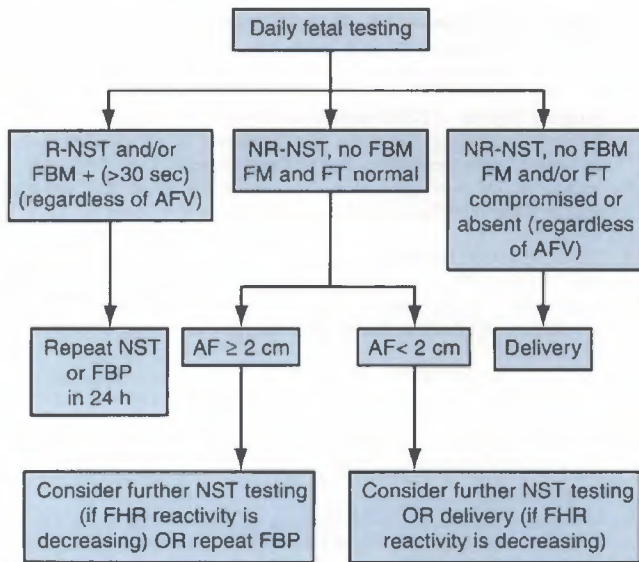 Daily fetal testing
R-NST and/or
FBM + (>30 sec)
(regardless of AFV)
NR-NST, no FBM
FM and FT normal
NR-NST, no FBM
FM and/or FT
compromised or
absent (regardless
of AFV)
Repeat NST
or FBP
in 24 h
AF ≥ 2 cm
AF< 2 cm
Delivery
Consider further NST testing
(if FHR reactivity is
decreasing) OR repeat FBP
Consider further NST testing
OR delivery (if FHR
reactivity is decreasing)